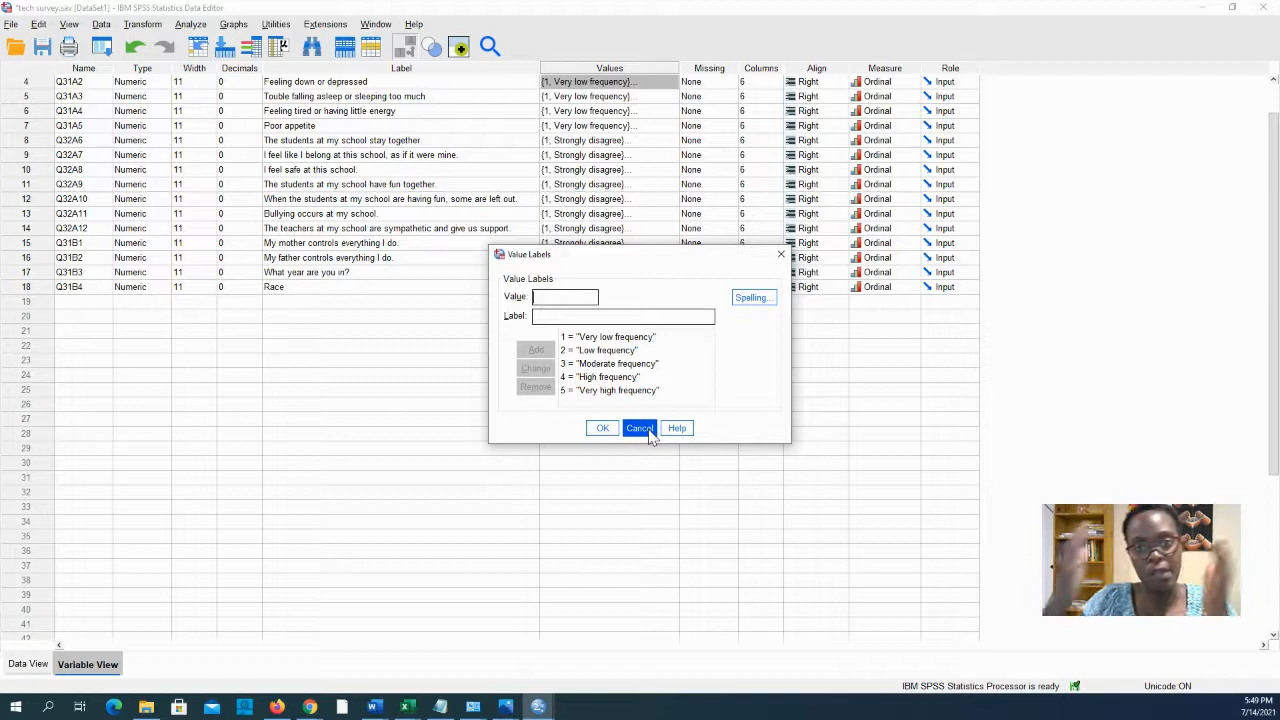 *tech survey.sav [DataSet1] - IBM SPSS Statistics Data Editor
File Edit View Data Transform Analyze Graphs Utilities Extensions Window Help
Name Type Width Decimals Label Values Missing Columns Align Measure Role
4 Q31A2 Numeric 11 0 Feeling down or depressed {1, Very low frequency}... None 6 Right Ordinal Input
5 Q31A3 Numeric 11 0 Touble falling asleep or sleeping too much {1, Very low frequency}... None 6 Right Ordinal Input
6 Q31A4 Numeric 11 0 Feeling tired or having little energy {1, Very low frequency}... None 6 Right Ordinal Input
7 Q31A5 Numeric 11 0 Poor appetite {1, Very low frequency}... None 6 Right Ordinal Input
8 Q32A6 Numeric 11 0 The students at my school stay together. {1, Strongly disagree}... None 6 Right Ordinal Input
9 Q32A7 Numeric 11 0 I feel like I belong at this school, as if it were mine. {1, Strongly disagree}... None 6 Right Ordinal Input
10 Q32A8 Numeric 11 0 I feel safe at this school. {1, Strongly disagree}... None 6 Right Ordinal Input
11 Q32A9 Numeric 11 0 The students at my school have fun together. {1, Strongly disagree}... None 6 Right Ordinal Input
12 Q32A10 Numeric 11 0 When the students at my school are having fun, some are left out. {1, Strongly disagree}... None 6 Right Ordinal Input
13 Q32A11 Numeric 11 0 Bullying occurs at my school. {1, Strongly disagree}... None 6 Right Ordinal Input
14 Q32A12 Numeric 11 0 The teachers at my school are sympathetic and give us support. {1, Strongly disagree}... None 6 Right Ordinal Input
15 Q31B1 Numeric 11 0 My mother controls everything I do. {1, Strongly disagree}... None 6 Right Ordinal Input
16 Q31B2 Numeric 11 0 My father controls everything I do. Right Ordinal Input
17 Q31B3 Numeric 11 0 What year are you in? Right Ordinal Input
18 Q31B4 Numeric 11 0 Race Right Ordinal Input
19
20
21
22
23
24
25
26
27
28
29
30
31
32
33
34
35
36
37
38
39
40
41
42
Value Labels
Value Labels
Value: Spelling...
Label:
1 = "Very low frequency"
Add 2 = "Low frequency"
Change 3 = "Moderate frequency"
4 = "High frequency"
Remove 5 = "Very high frequency"
OK Cancel Help
Data View Variable View
IBM SPSS Statistics Processor is ready Unicode ON
5:49 PM
7/14/2021